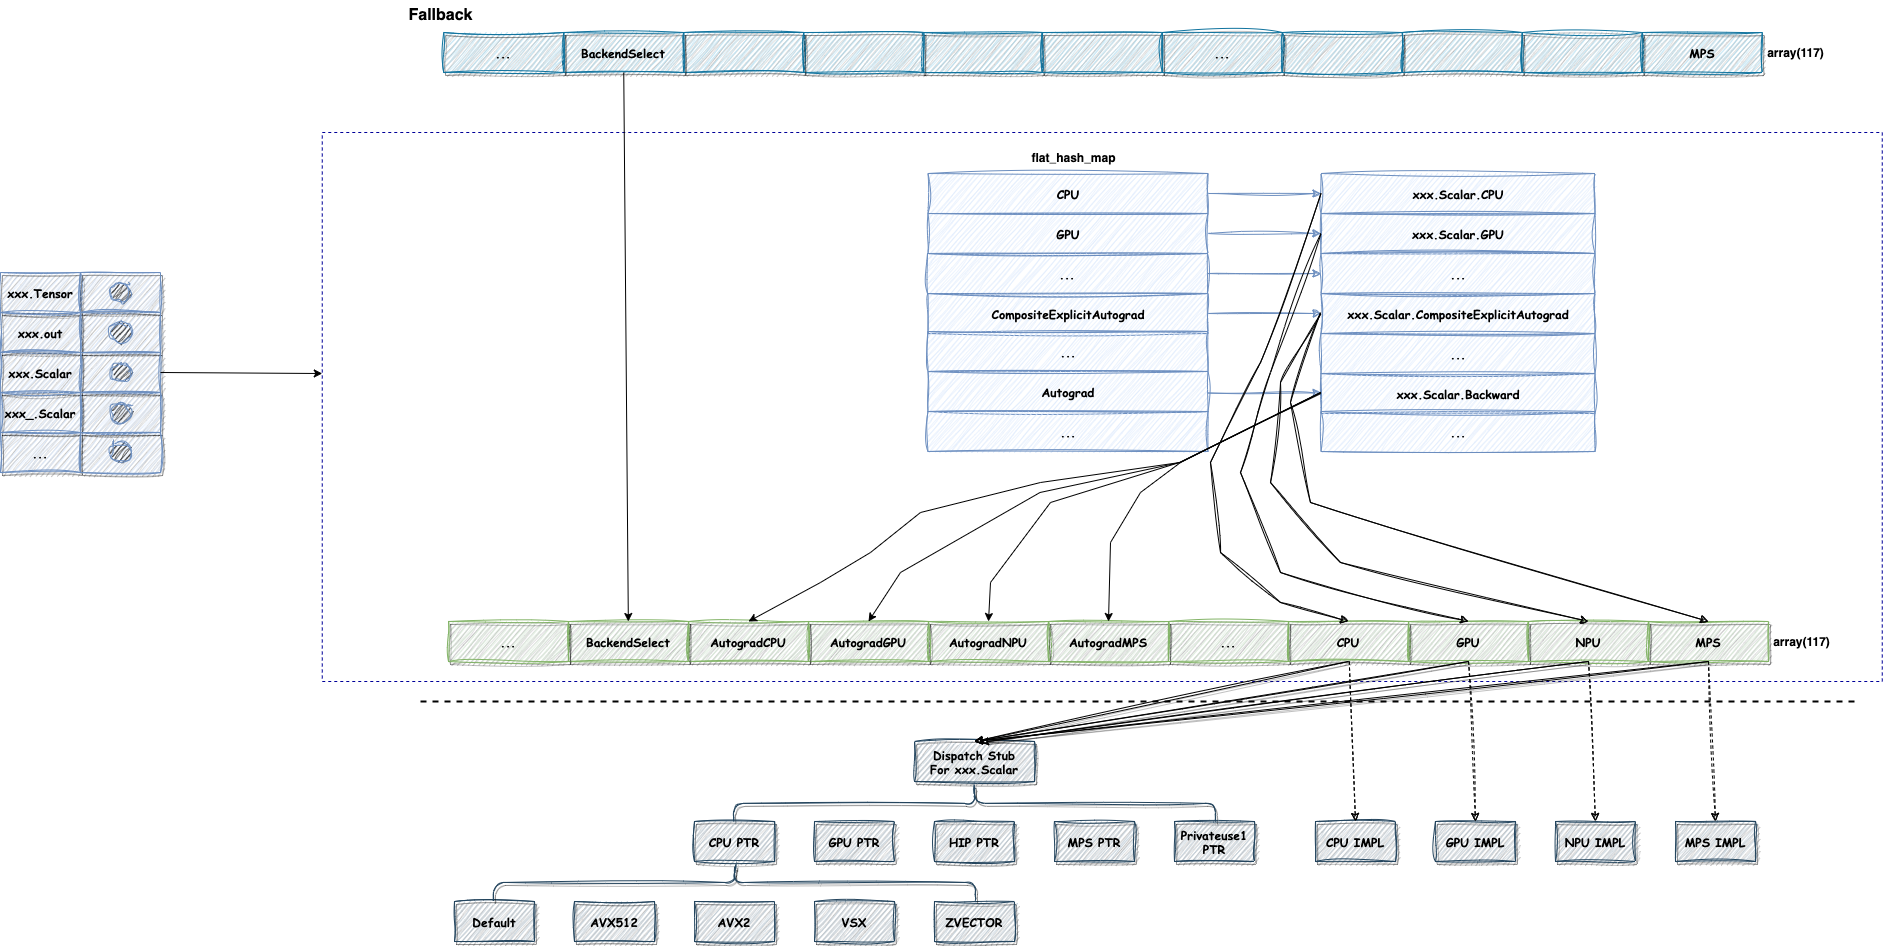 Fallback
... BackendSelect ... MPS array(117)
flat_hash_map
CPU xxx.Scalar.CPU
GPU xxx.Scalar.GPU
... ...
CompositeExplicitAutograd xxx.Scalar.CompositeExplicitAutograd
... ...
Autograd xxx.Scalar.Backward
... ...
xxx.Tensor
xxx.out
xxx.Scalar
xxx_.Scalar
...
... BackendSelect AutogradCPU AutogradGPU AutogradNPU AutogradMPS ... CPU GPU NPU MPS array(117)
Dispatch Stub
For xxx.Scalar
CPU PTR GPU PTR HIP PTR MPS PTR Privateuse1
PTR
CPU IMPL GPU IMPL NPU IMPL MPS IMPL
Default AVX512 AVX2 VSX ZVECTOR